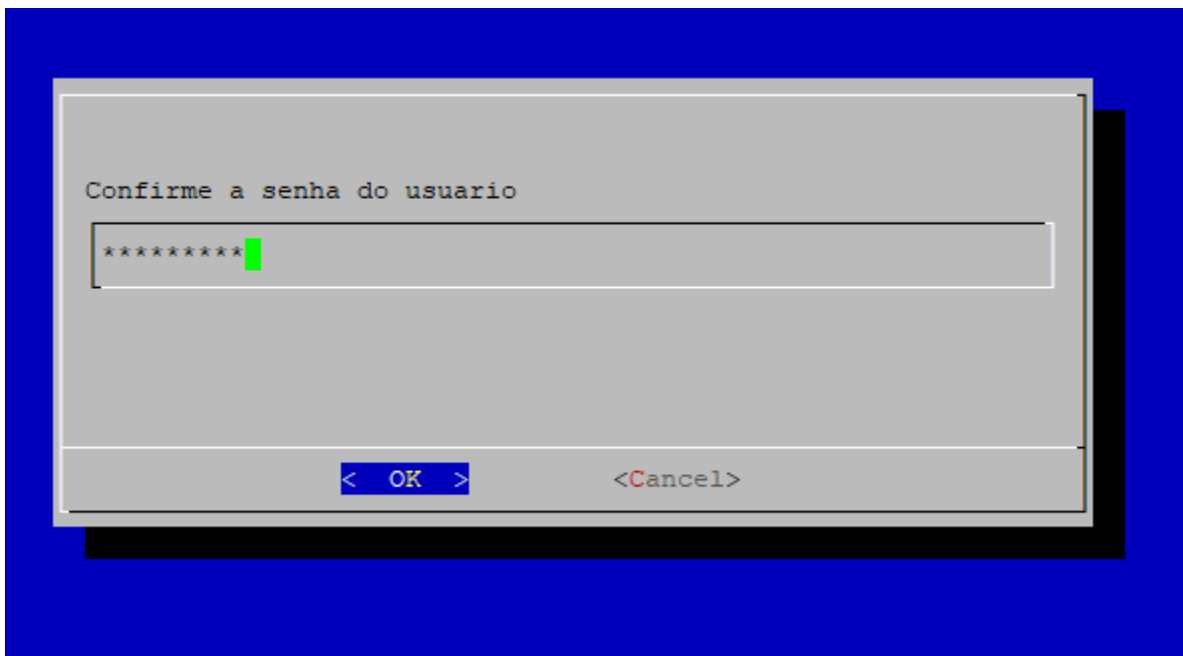 Confirme a senha do usuario
*********
< OK > <Cancel>